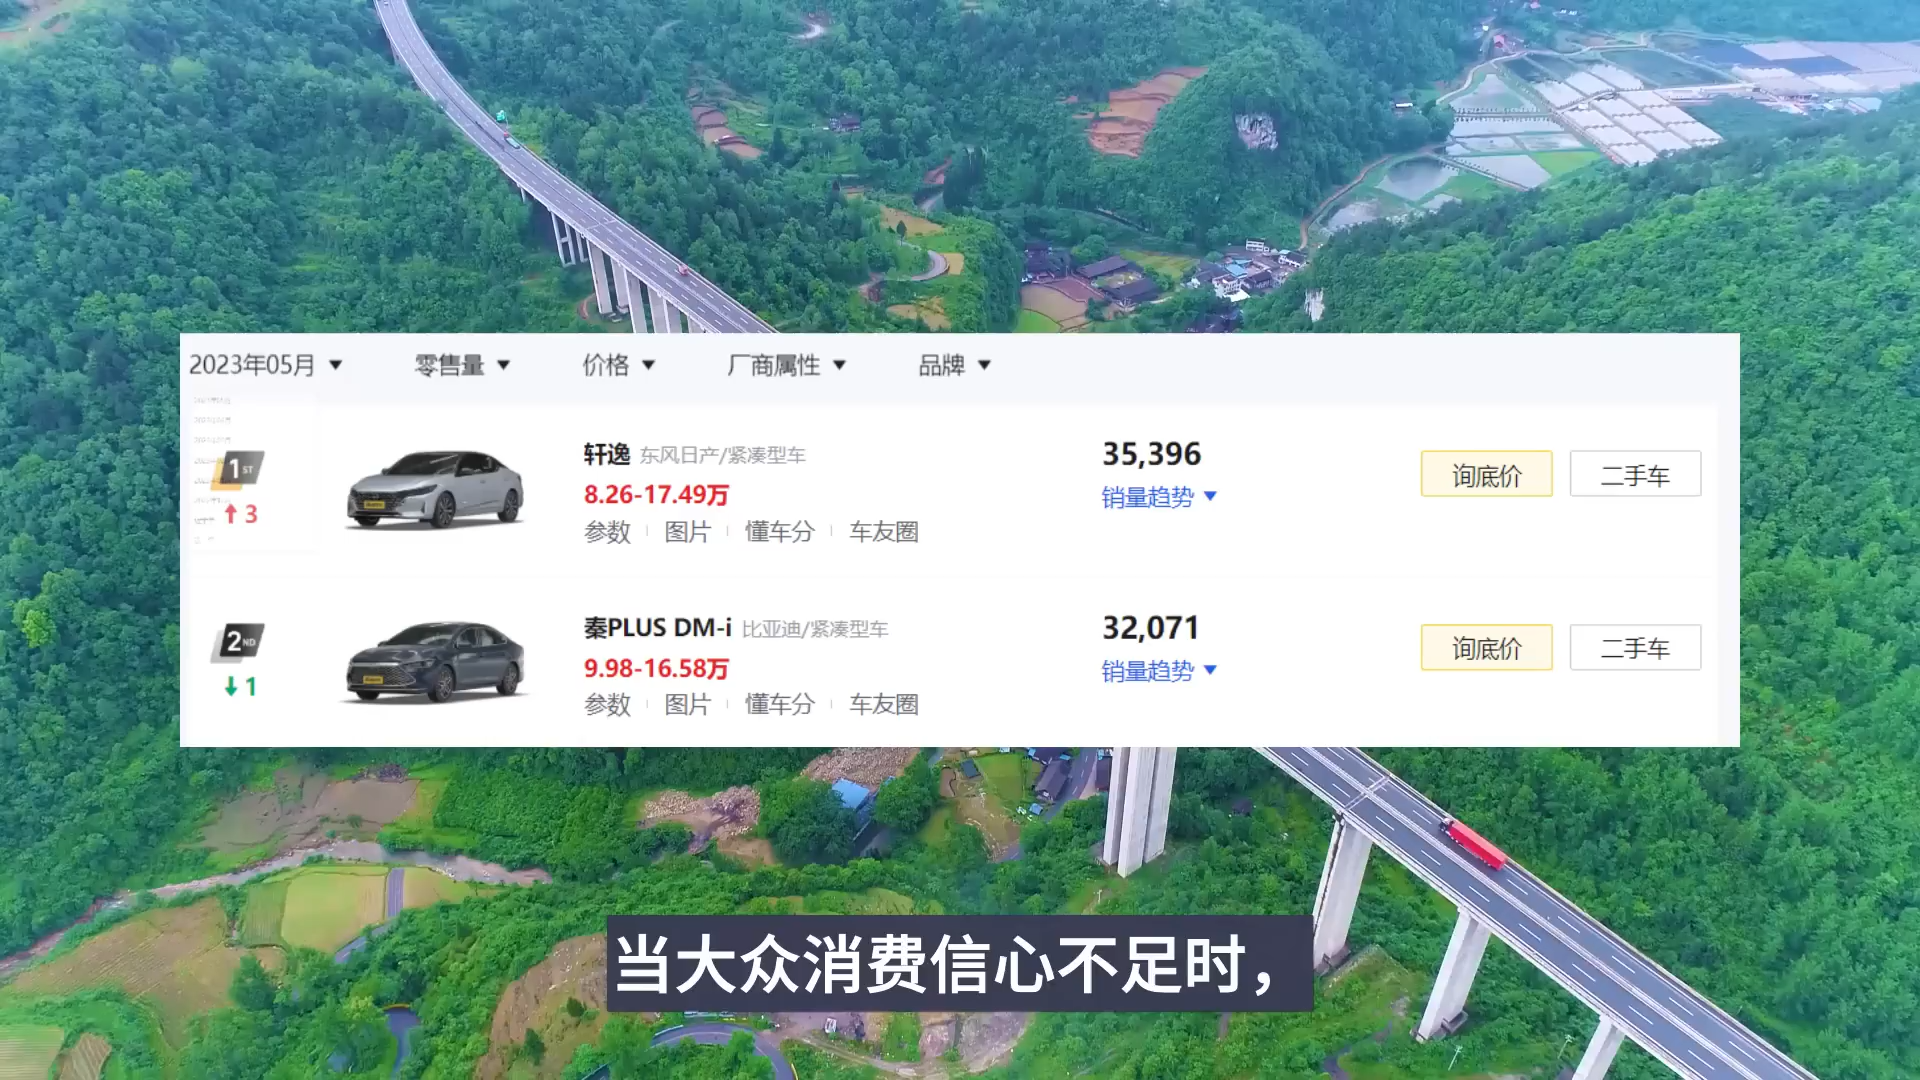 2023年05月 ▼ 零售量 ▼ 价格 ▼ 厂商属性 ▼ 品牌 ▼
1ST
↑3
轩逸 东风日产/紧凑型车
8.26-17.49万
参数 图片 懂车分 车友圈
35,396
销量趋势 ▼
询底价 二手车
2ND
↓1
秦PLUS DM-i 比亚迪/紧凑型车
9.98-16.58万
参数 图片 懂车分 车友圈
32,071
销量趋势 ▼
询底价 二手车
当大众消费信心不足时，